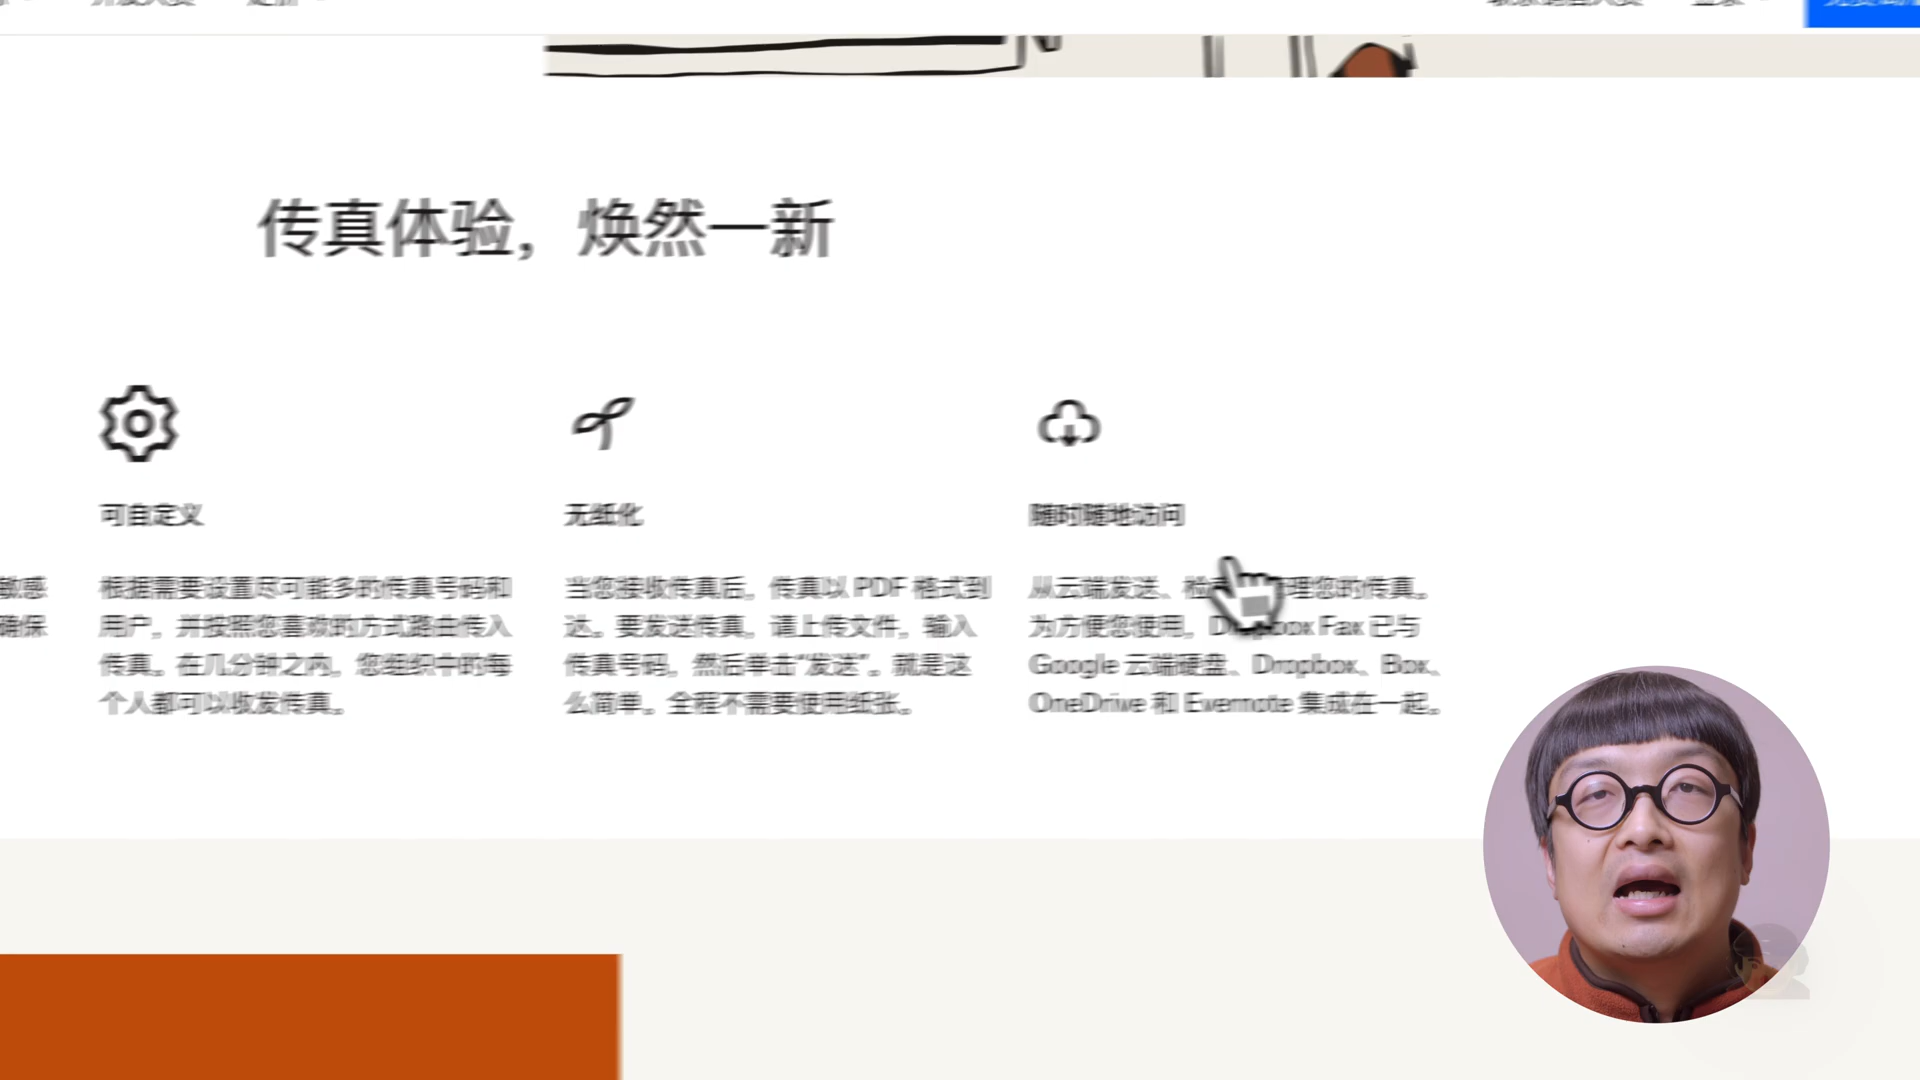 传真体验，焕然一新
可自定义
无纸化
随时随地访问
敏感
确保
根据需要设置尽可能多的传真号码和
用户，并按照您喜欢的方式路由传入
传真。在几分钟之内，您组织中的每
个人都可以收发传真。
当您接收传真后，传真以 PDF 格式到
达。要发送传真，请上传文件，输入
传真号码，然后单击“发送”。就是这
么简单。全程不需要使用纸张。
从云端发送、检 理您的传真。
为方便您使用，Dropbox Fax 已与
Google 云端硬盘、Dropbox、Box、
OneDrive 和 Evernote 集成在一起。